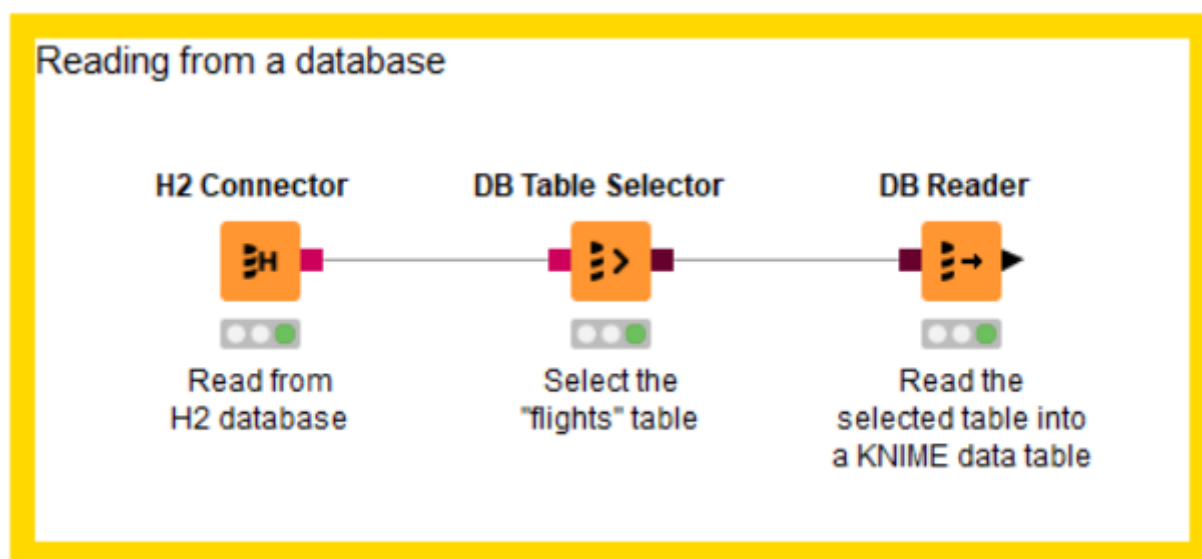 Reading from a database
H2 Connector
DB Table Selector
DB Reader
H
Read from
H2 database
Select the
"flights" table
Read the
selected table into
a KNIME data table